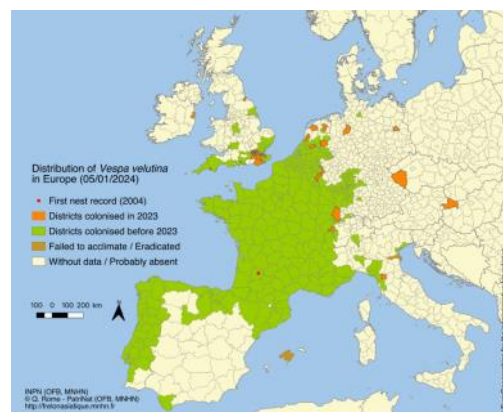 Distribution of Vespa velutina
in Europe (05/01/2024)
First nest record (2004)
Districts colonised in 2023
Districts colonised before 2023
Failed to acclimate / Eradicated
Without data / Probably absent
100 0 100 200 km
N
INPN (OFB, MNHN)
© Q. Rome - PatriNat (OFB, MNHN)
http://frelonasiatique.mnhn.fr